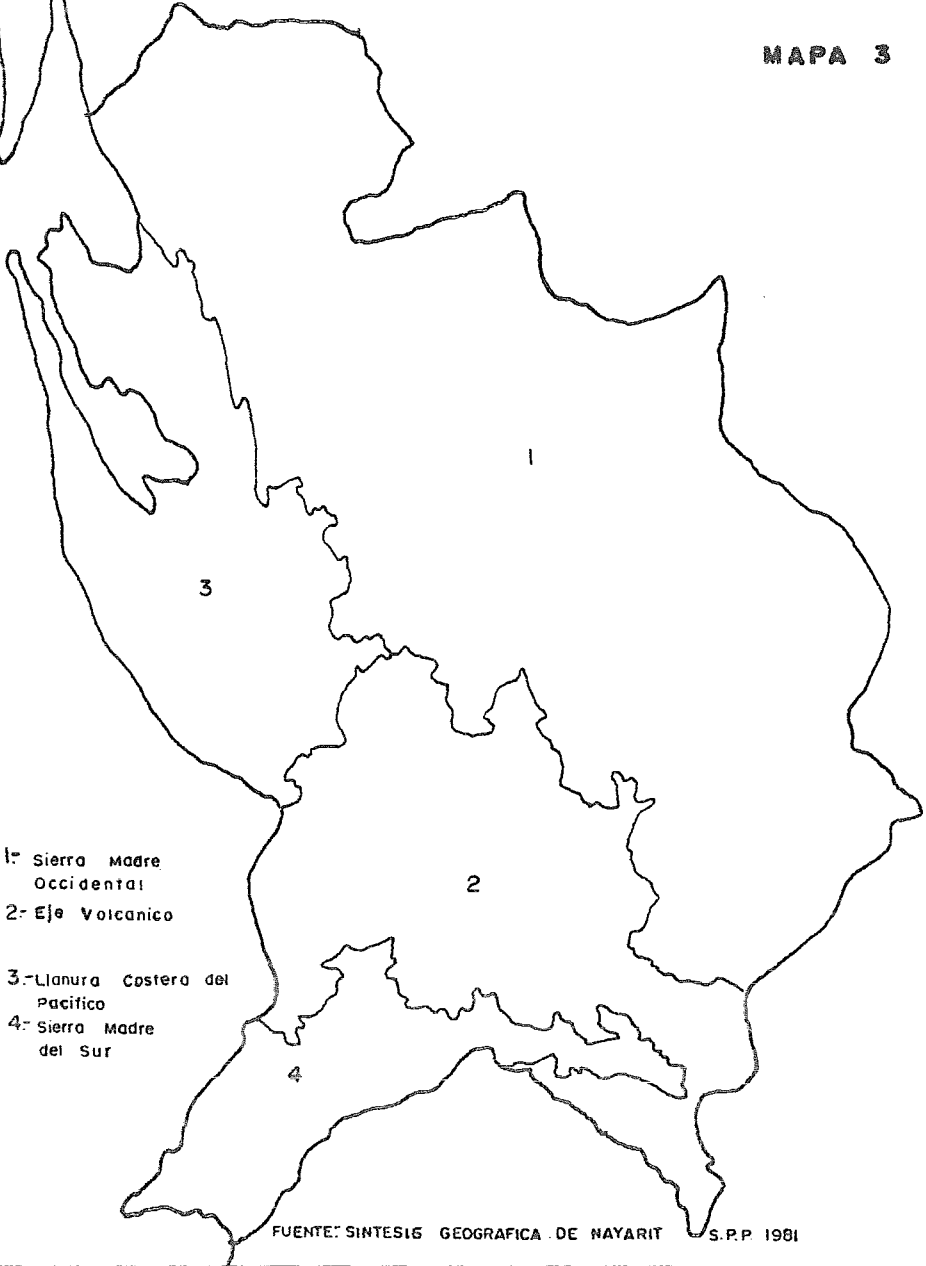 MAPA 3
1
3
2
1.- Sierra Madre
Occidental
2.- Eje Volcanico
3.- Llanura Costera del
Pacifico
4.- Sierra Madre
del Sur
4
FUENTE: SINTESIS GEOGRAFICA DE NAYARIT S.P.P. 1981